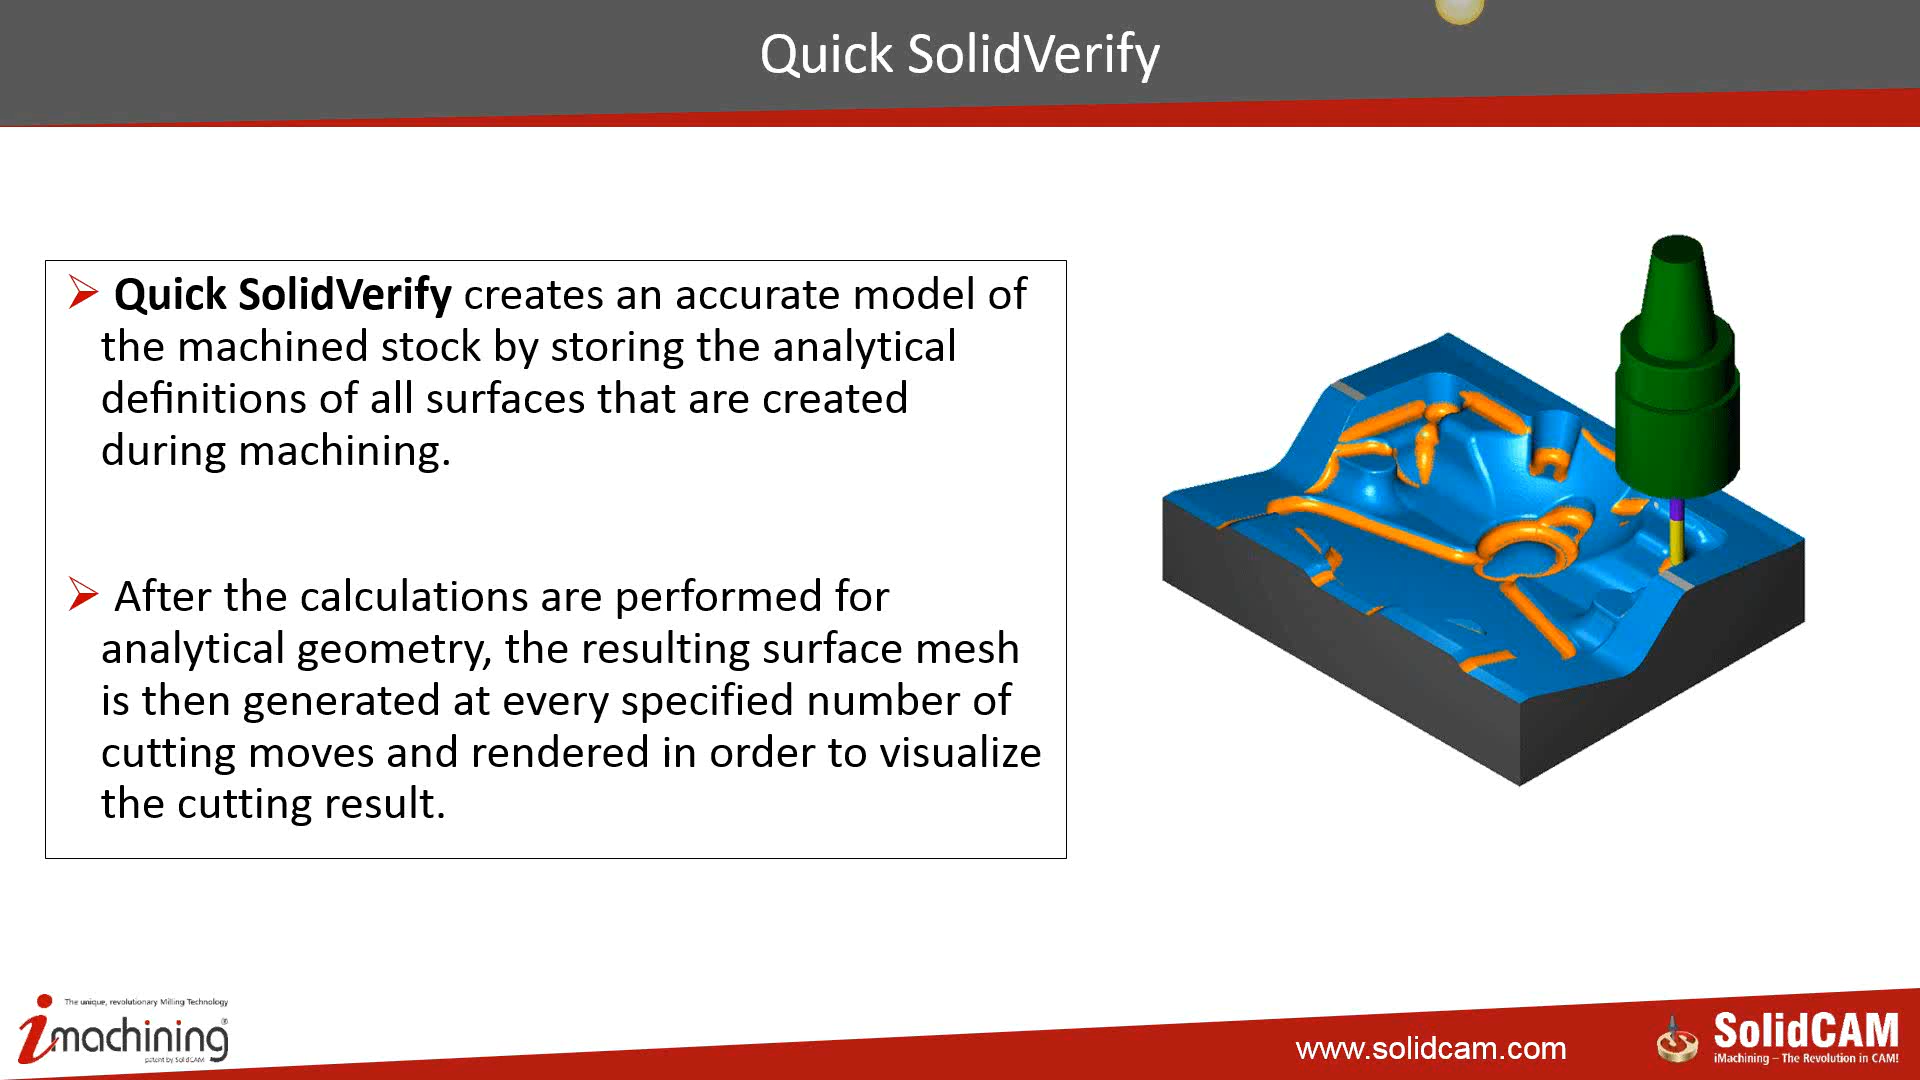 Quick SolidVerify
Quick SolidVerify creates an accurate model of
the machined stock by storing the analytical
definitions of all surfaces that are created
during machining.
After the calculations are performed for
analytical geometry, the resulting surface mesh
is then generated at every specified number of
cutting moves and rendered in order to visualize
the cutting result.
The unique, revolutionary Milling Technology
imachining®
patent by SolidCAM
www.solidcam.com
SolidCAM
iMachining – The Revolution in CAM!